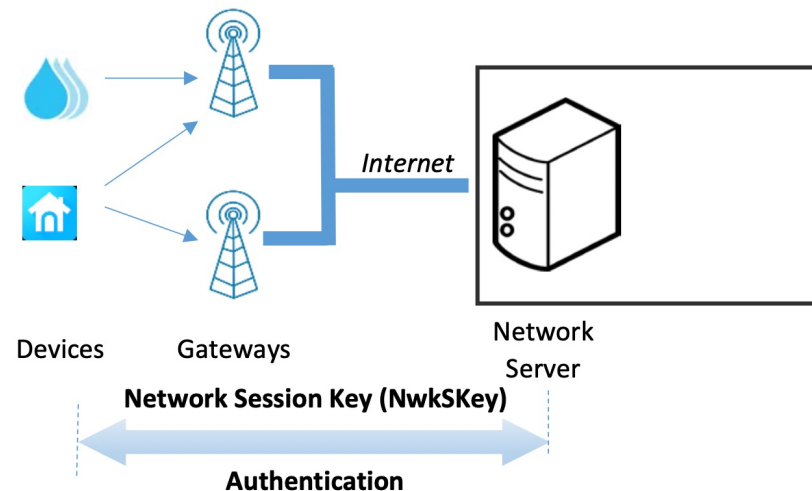 Internet
Devices
Gateways
Network
Server
Network Session Key (NwkSKey)
Authentication